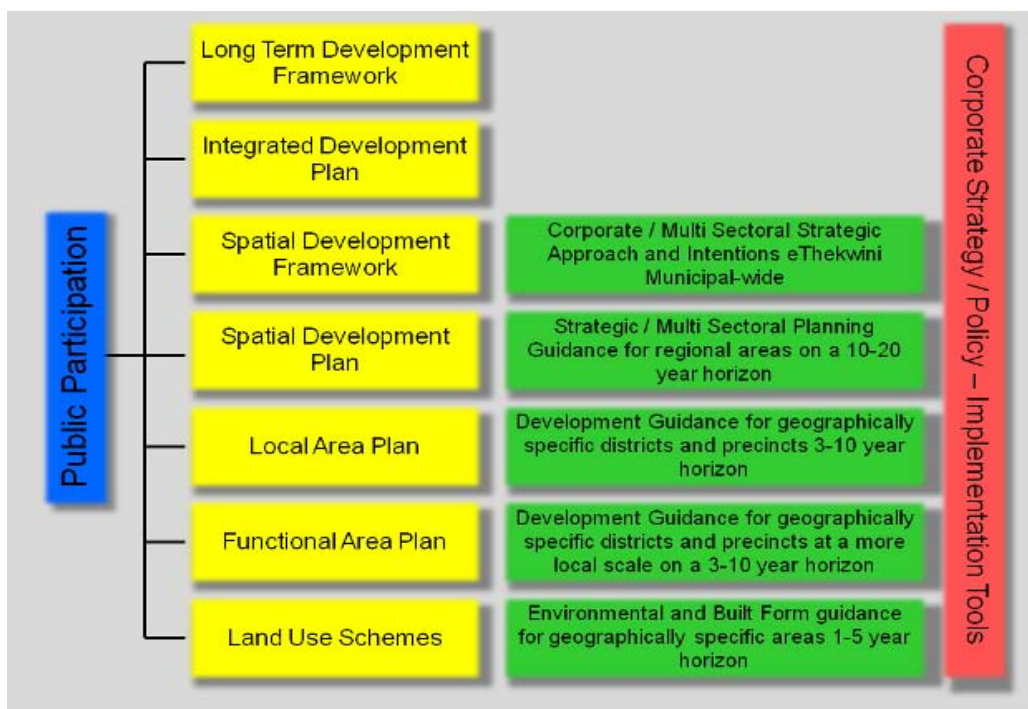 Public Participation
Long Term Development
Framework
Integrated Development
Plan
Spatial Development
Framework
Corporate / Multi Sectoral Strategic
Approach and Intentions eThekwini
Municipal-wide
Spatial Development
Plan
Strategic / Multi Sectoral Planning
Guidance for regional areas on a 10-20
year horizon
Local Area Plan
Development Guidance for geographically
specific districts and precincts 3-10 year
horizon
Functional Area Plan
Development Guidance for geographically
specific districts and precincts at a more
local scale on a 3-10 year horizon
Land Use Schemes
Environmental and Built Form guidance
for geographically specific areas 1-5 year
horizon
Corporate Strategy / Policy – Implementation Tools